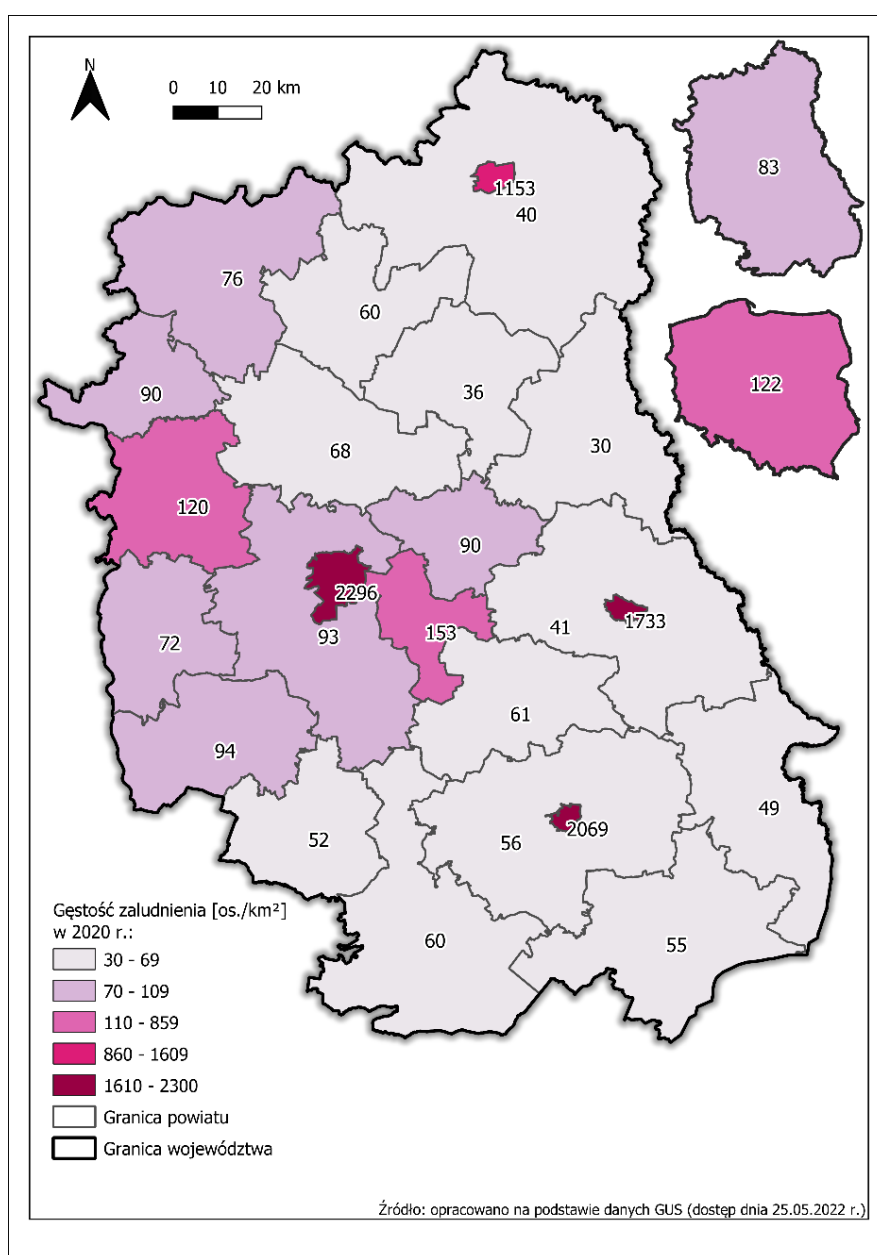 N
0 10 20 km
83
1153
40
76
60
122
90
36
68
30
120
90
2296
1733
153
41
93
72
61
94
49
2069
52
56
60
55
Gęstość zaludnienia [os./km²]
w 2020 r.:
30 - 69
70 - 109
110 - 859
860 - 1609
1610 - 2300
Granica powiatu
Granica województwa
Źródło: opracowano na podstawie danych GUS (dostęp dnia 25.05.2022 r.)